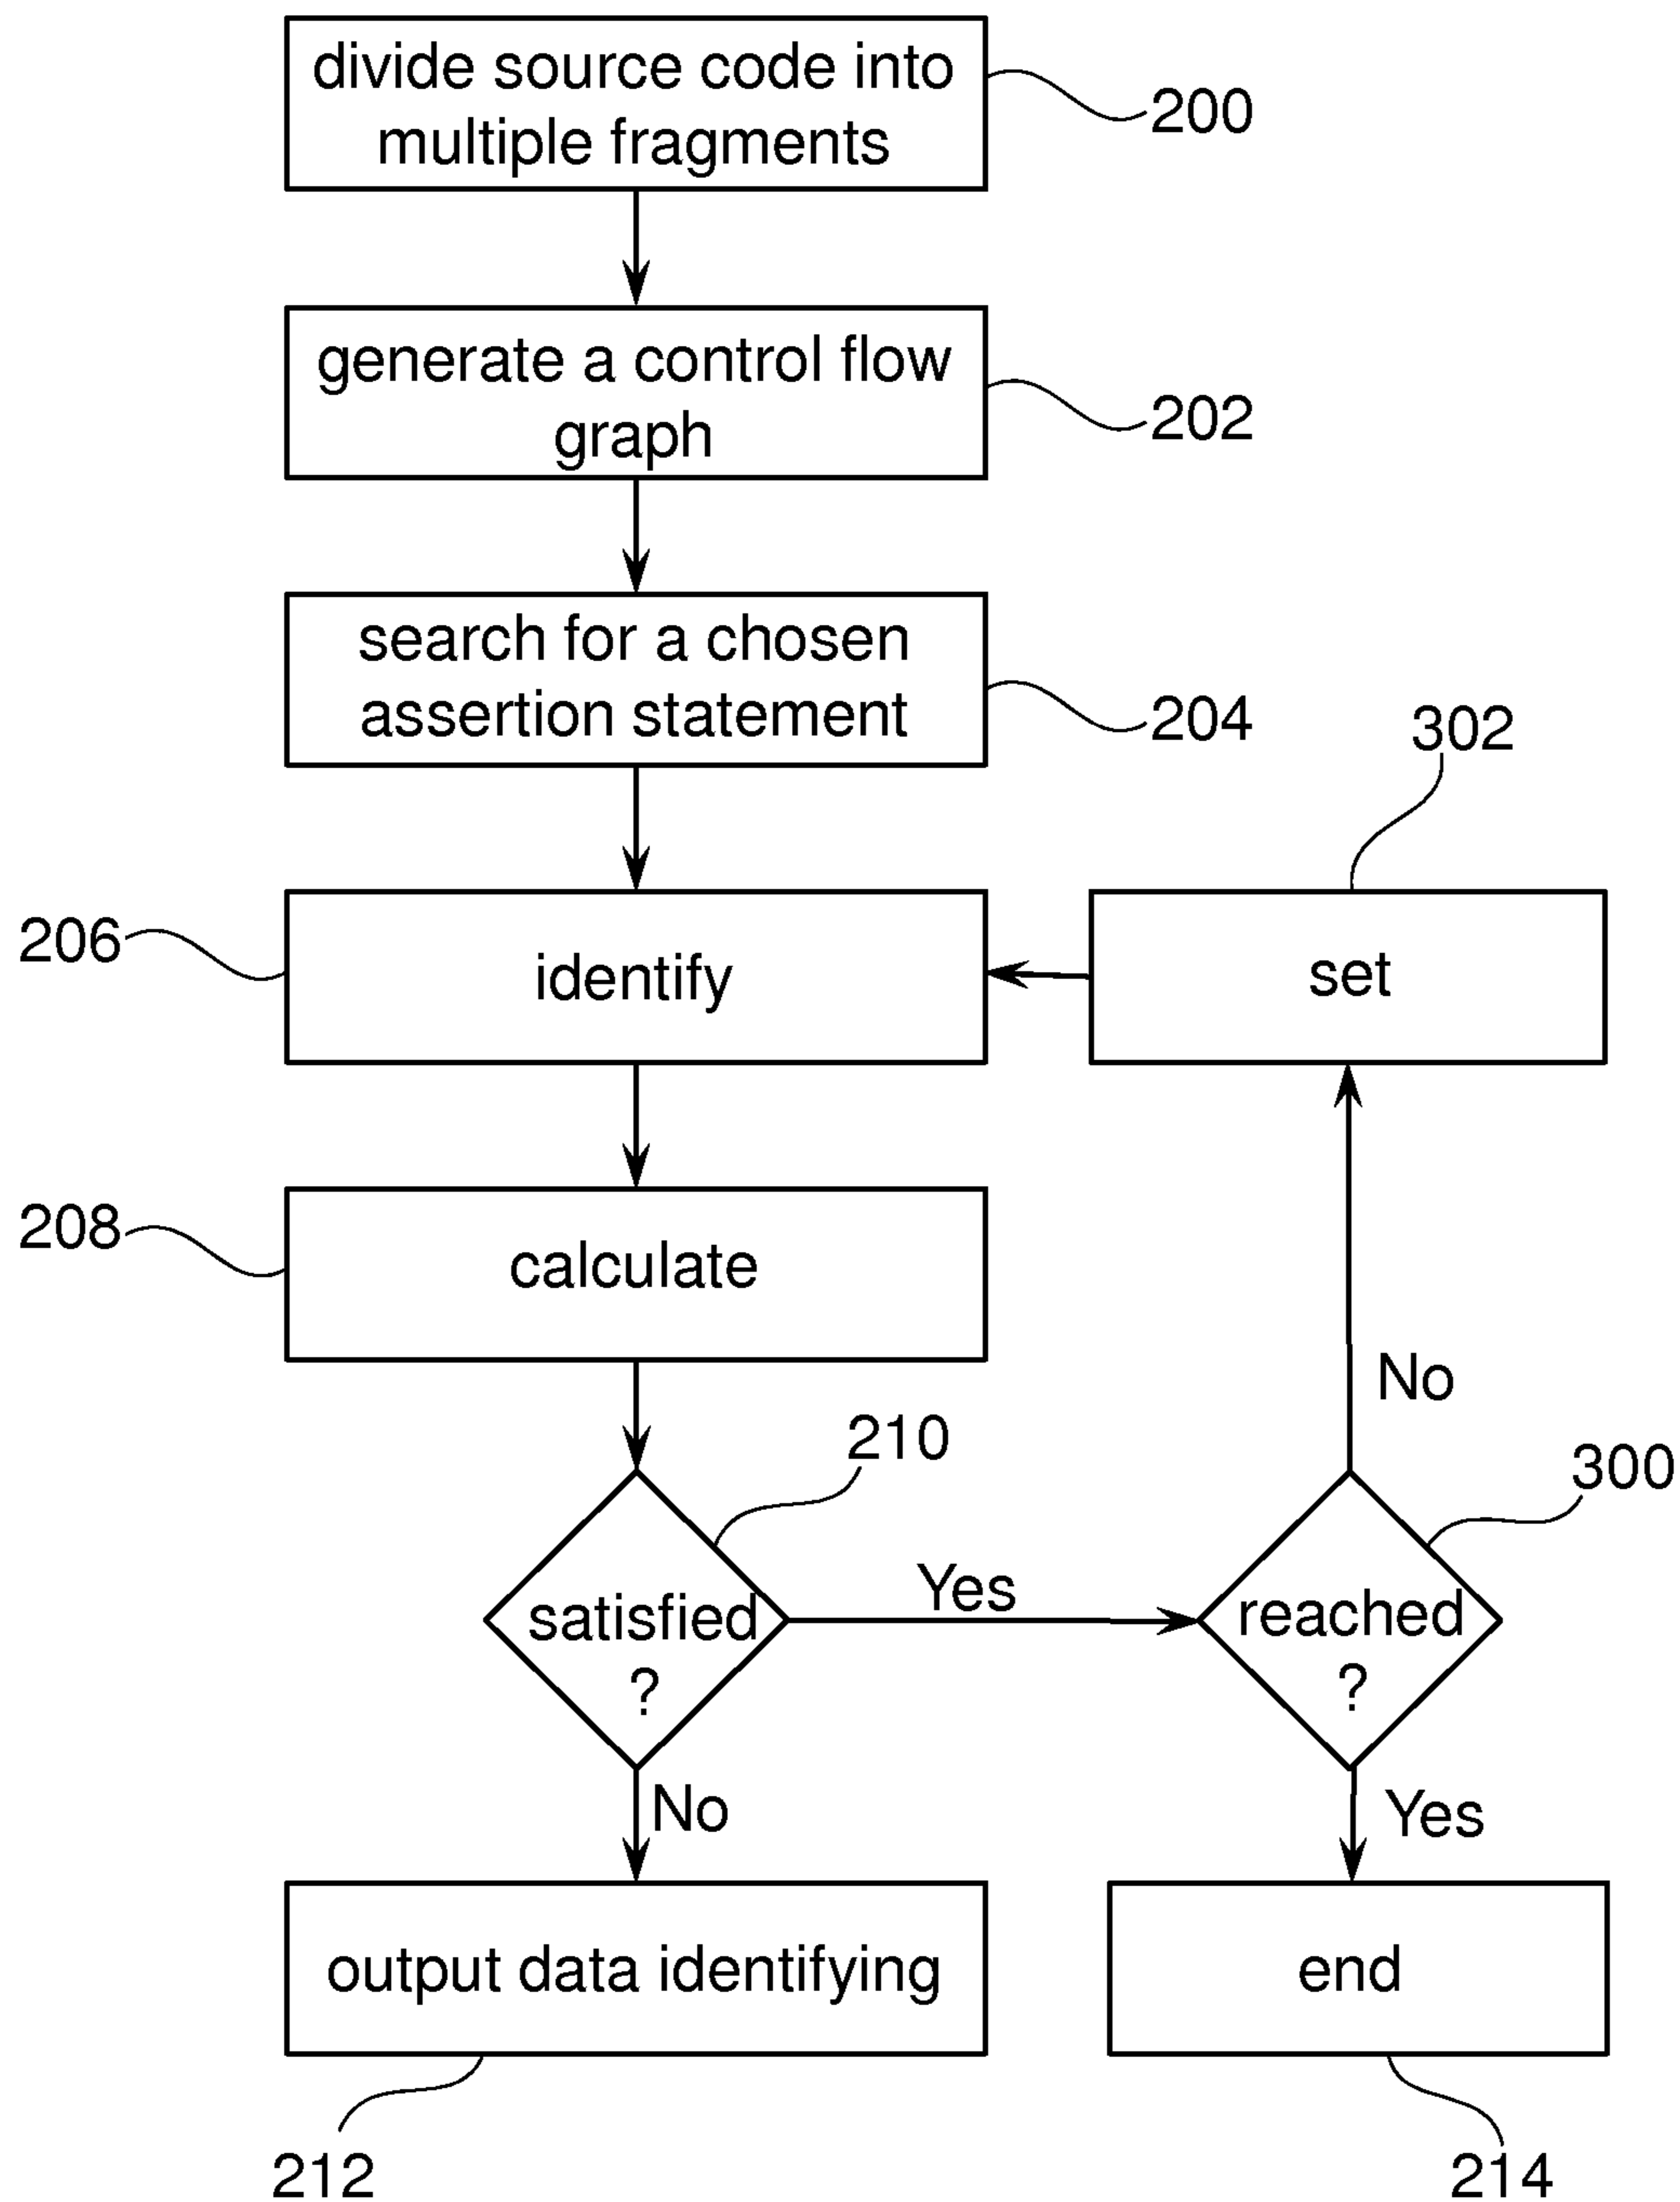 divide source code into
multiple fragments
200
generate a control flow
graph
202
search for a chosen
assertion statement
204
302
206
identify
set
208
calculate
No
210
300
satisfied
?
Yes
reached
?
No
Yes
output data identifying
end
212
214